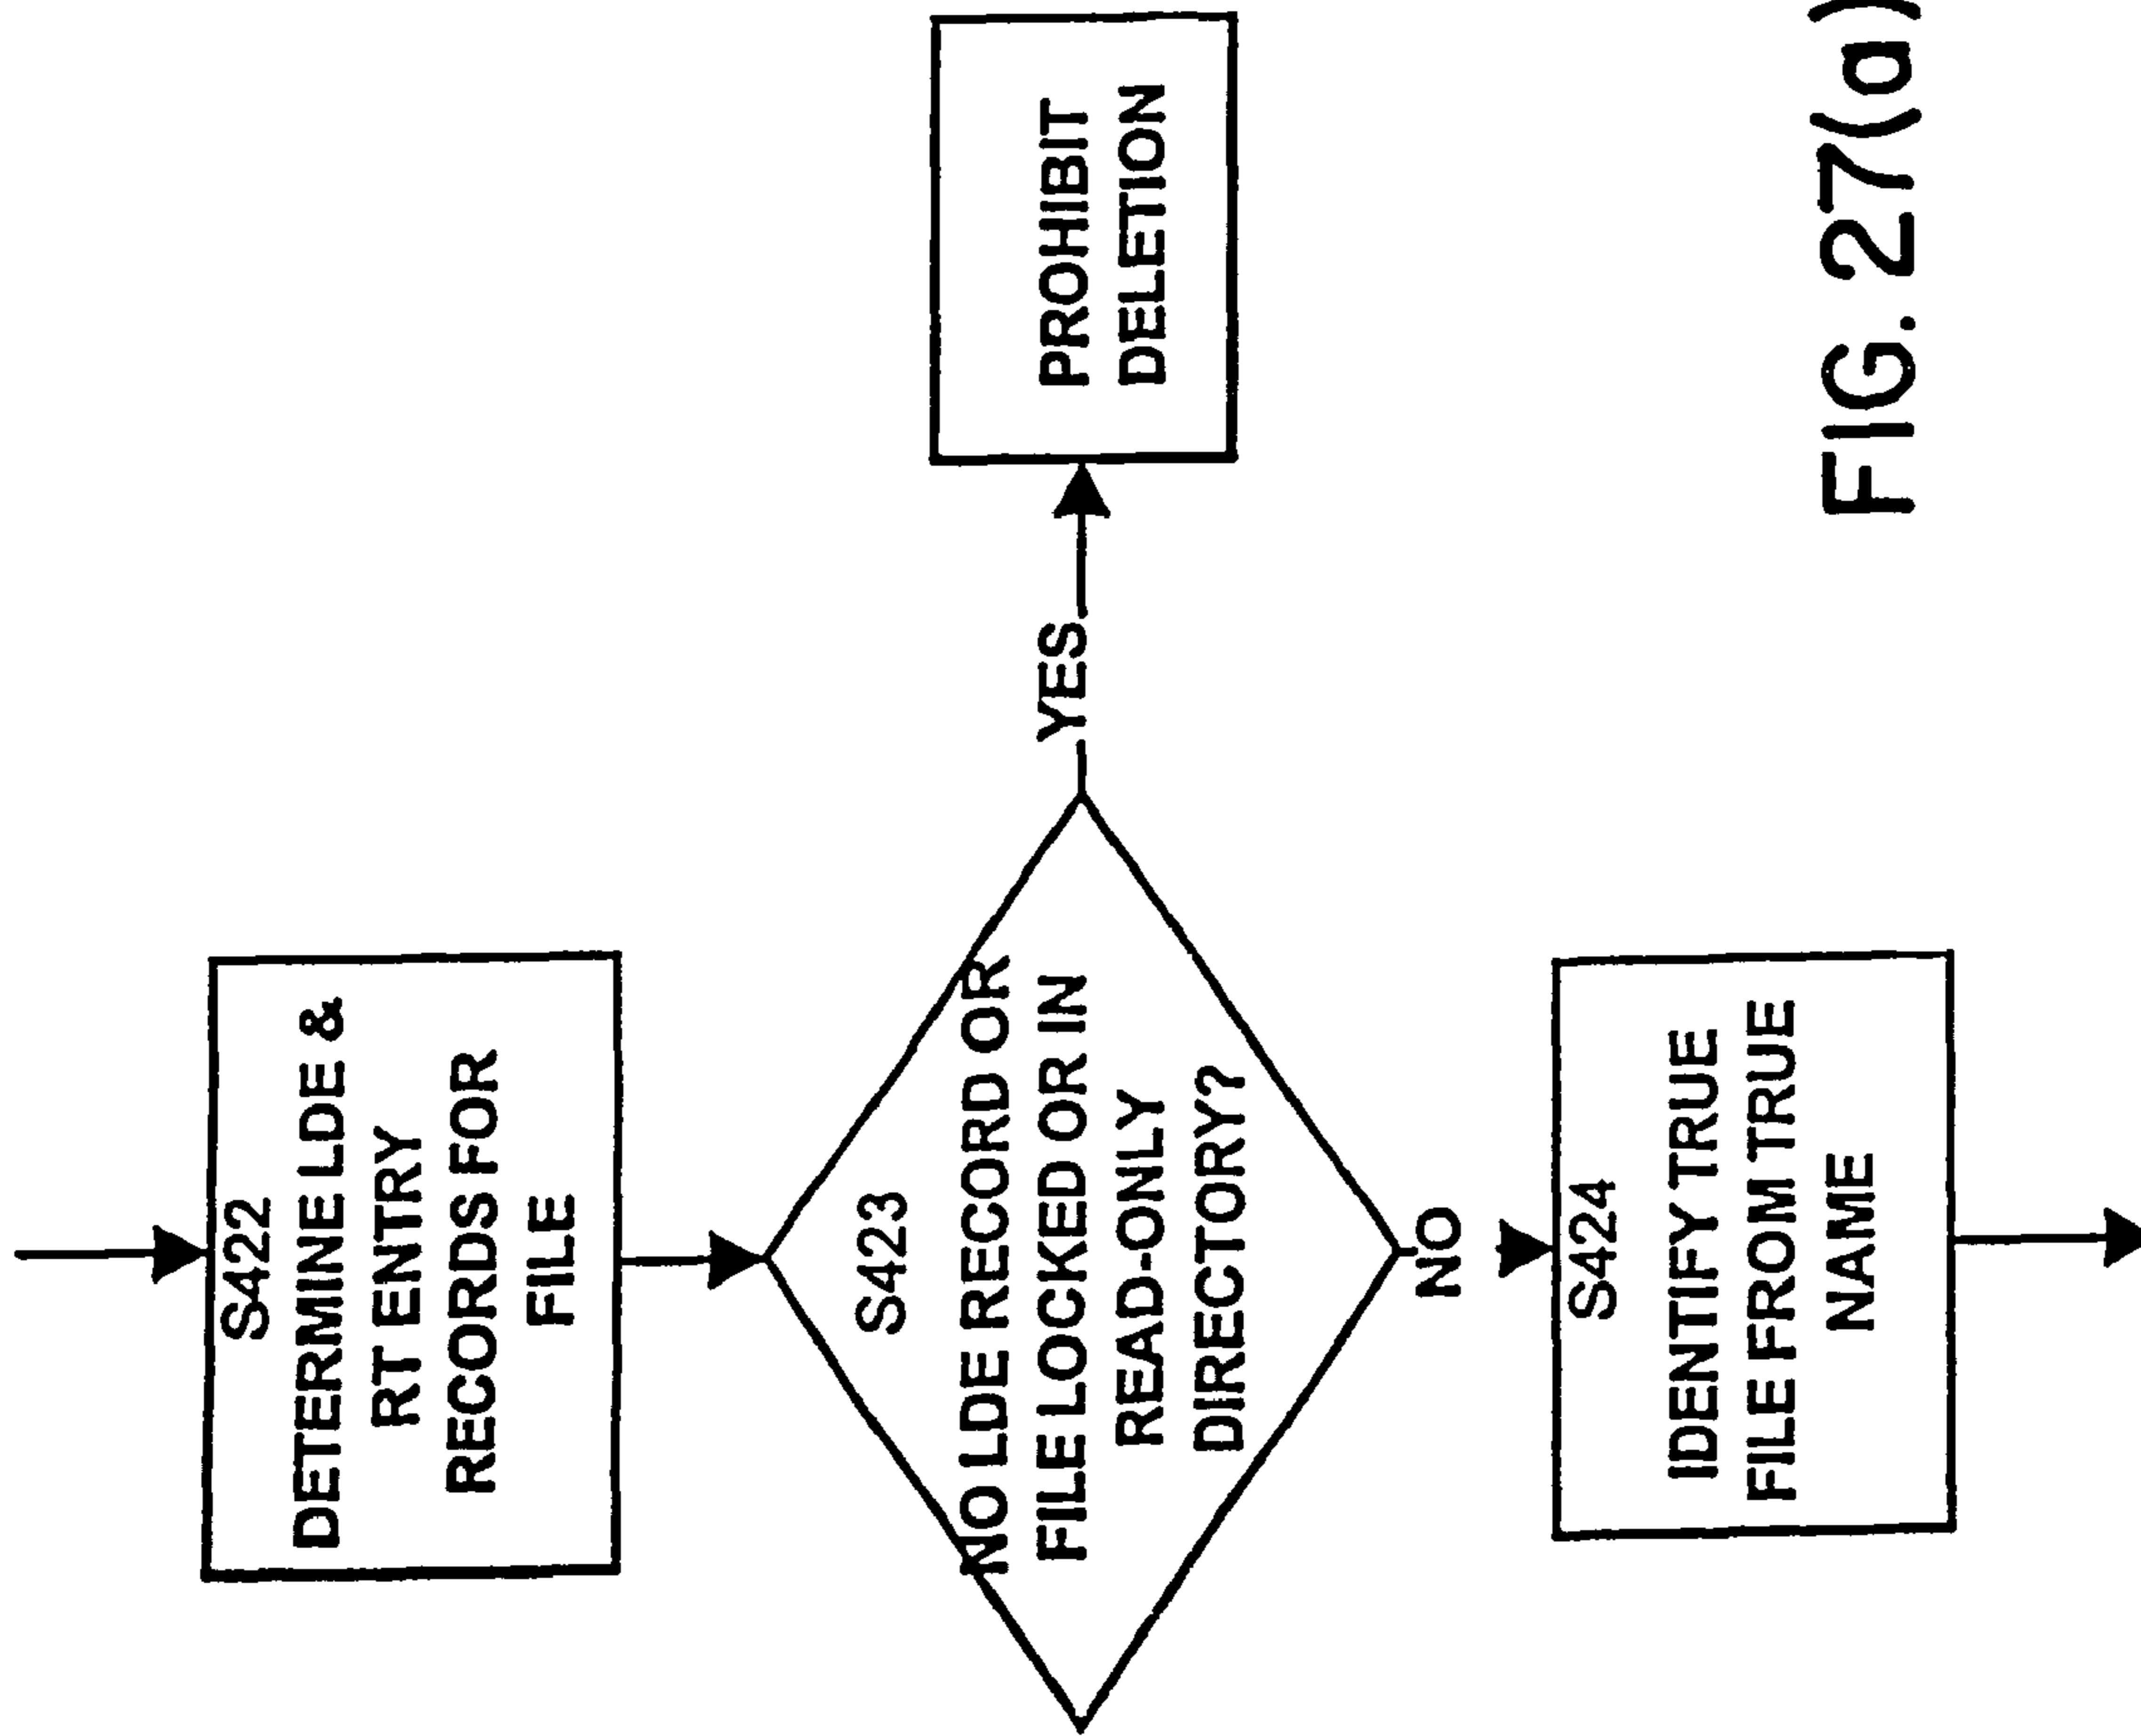 S422
DETERMINE LDE &
RT ENTRY
RECORDS FOR
FILE
S423
NO LDE RECORD OR
FILE LOCKED OR IN
READ-ONLY
DIRECTORY?
YES
PROHIBIT
DELETION
NO
S424
IDENTIFY TRUE
FILE FROM TRUE
NAME
FIG. 27(a)